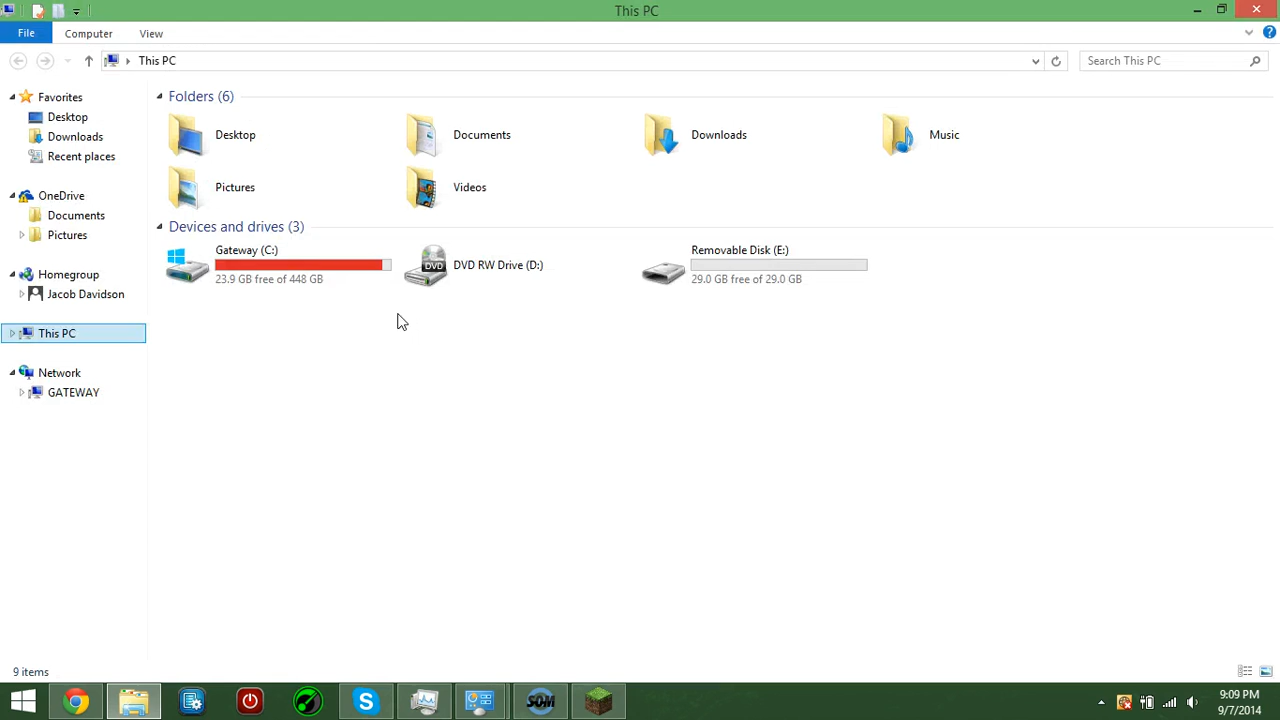 This PC
File
Computer
View
This PC
Search This PC
Favorites
Desktop
Downloads
Recent places
OneDrive
Documents
Pictures
Homegroup
Jacob Davidson
This PC
Network
GATEWAY
Folders (6)
Desktop
Documents
Downloads
Music
Pictures
Videos
Devices and drives (3)
Gateway (C:)
23.9 GB free of 448 GB
DVD
DVD RW Drive (D:)
Removable Disk (E:)
29.0 GB free of 29.0 GB
9 items
SOM
9:09 PM
9/7/2014